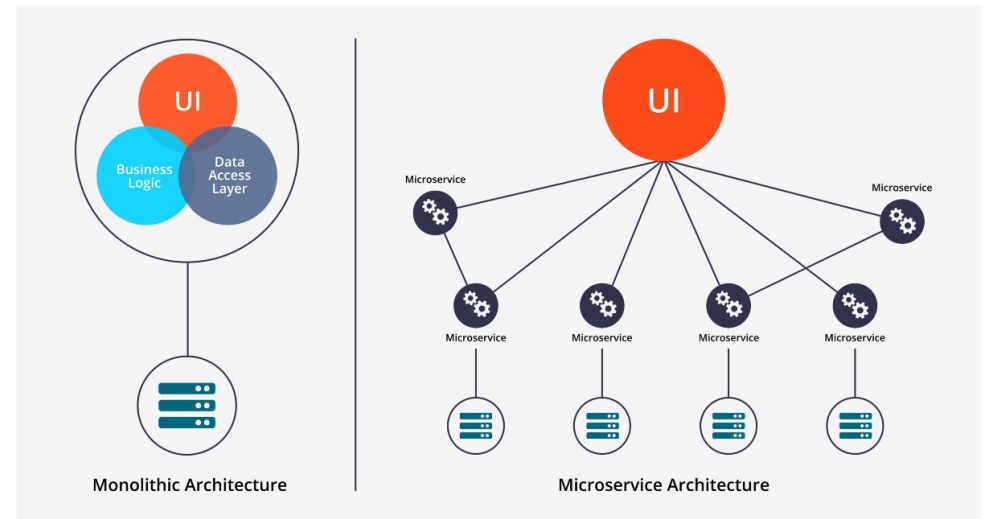 UI
Business
Logic
Data
Access
Layer
Monolithic Architecture
UI
Microservice
Microservice
Microservice
Microservice
Microservice
Microservice
Microservice Architecture